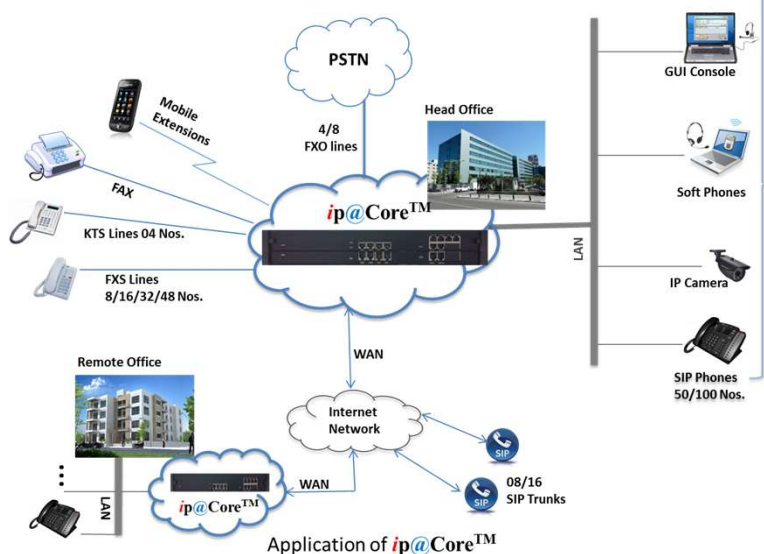 PSTN
GUI Console
Mobile
Extensions
4/8
FXO lines
Head Office
FAX
ip@Core™
Soft Phones
KTS Lines 04 Nos.
LAN
FXS Lines
8/16/32/48 Nos.
IP Camera
WAN
Remote Office
SIP Phones
50/100 Nos.
Internet
Network
SIP
WAN
08/16
SIP Trunks
SIP
LAN
ip@Core™
Application of ip@Core™